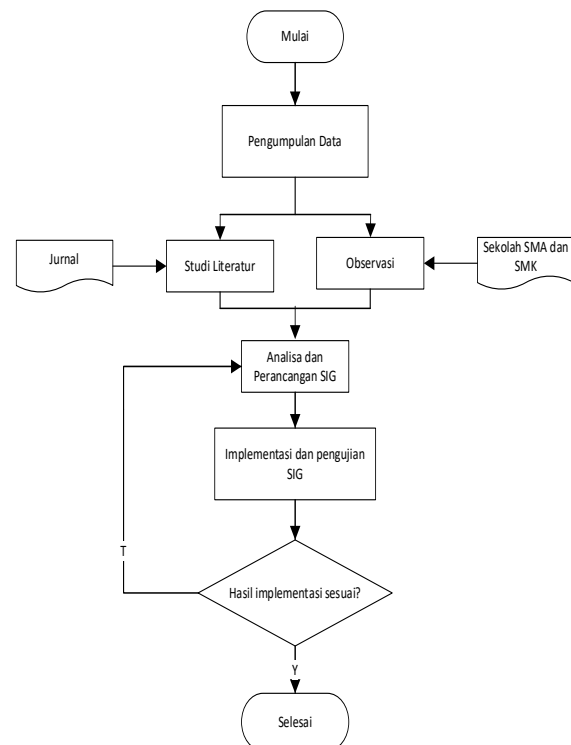 Mulai
Pengumpulan Data
Jurnal
Studi Literatur
Observasi
Sekolah SMA dan
SMK
Analisa dan
Perancangan SIG
Implementasi dan pengujian
SIG
T
Hasil implementasi sesuai?
Y
Selesai